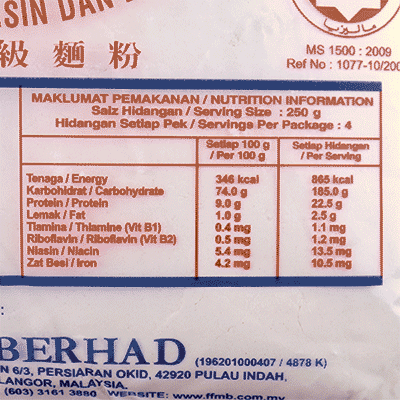 SIN DAN
級麵粉
ماليزيا
MS 1500 : 2009
Ref No : 1077-10/200
MAKLUMAT PEMAKANAN / NUTRITION INFORMATION
Saiz Hidangan / Serving Size : 250 g
Hidangan Setiap Pek / Servings Per Package : 4
Setiap 100 g / Per 100 g Setiap Hidangan / Per Serving
Tenaga / Energy 346 kcal 865 kcal
Karbohidrat / Carbohydrate 74.0 g 185.0 g
Protein / Protein 9.0 g 22.5 g
Lemak / Fat 1.0 g 2.5 g
Tiamina / Thiamine (Vit B1) 0.4 mg 1.1 mg
Riboflavin / Riboflavin (Vit B2) 0.5 mg 1.2 mg
Niasin / Niacin 5.4 mg 13.5 mg
Zat Besi / Iron 4.2 mg 10.5 mg
:
BERHAD (196201000407 / 4878 K)
N 6/3, PERSIARAN OKID, 42920 PULAU INDAH,
LANGOR, MALAYSIA.
(603) 3161 3880 WEBSITE: www.ffmb.com.my